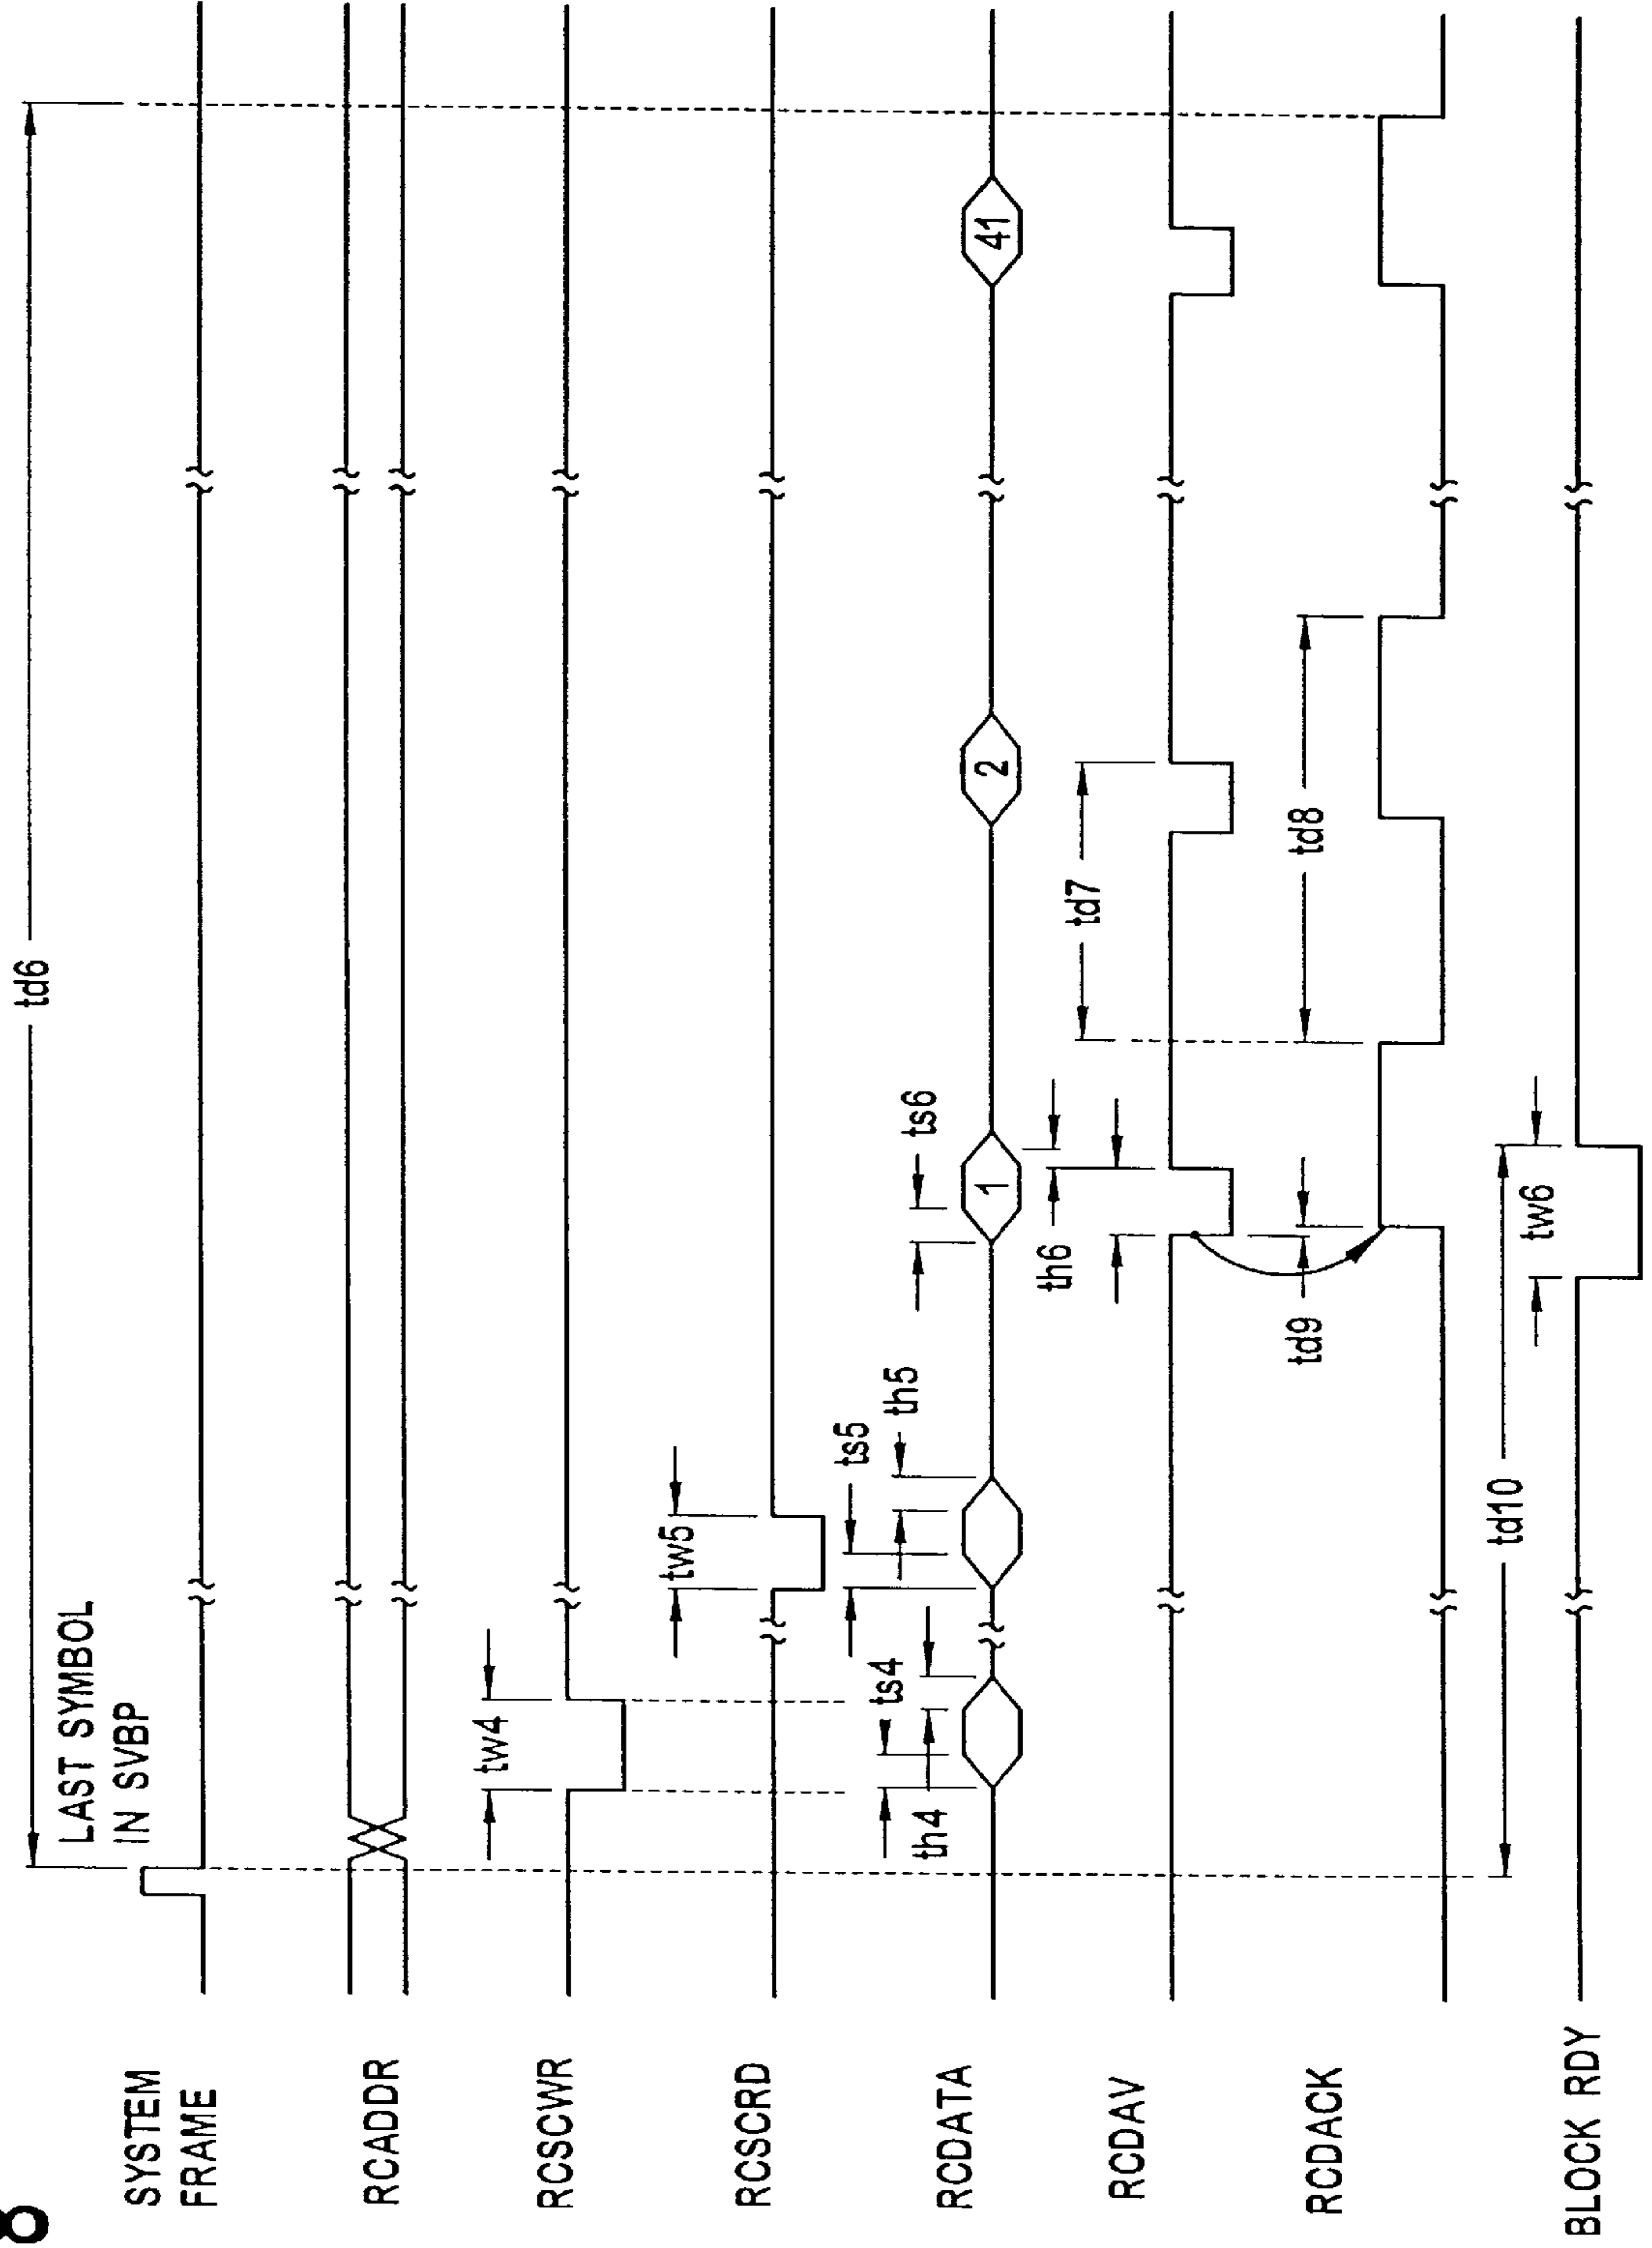 8
td6
LAST SYMBOL
IN SVBP
SYSTEM
FRAME
RCADDR
tw4
RCSCWR
tw5
RCSCRD
ts4
th4
ts5
th5
ts6
th6
1
2
41
RCDATA
td7
RCDAV
td9
td8
RCDACK
td10
tw6
BLOCK RDY